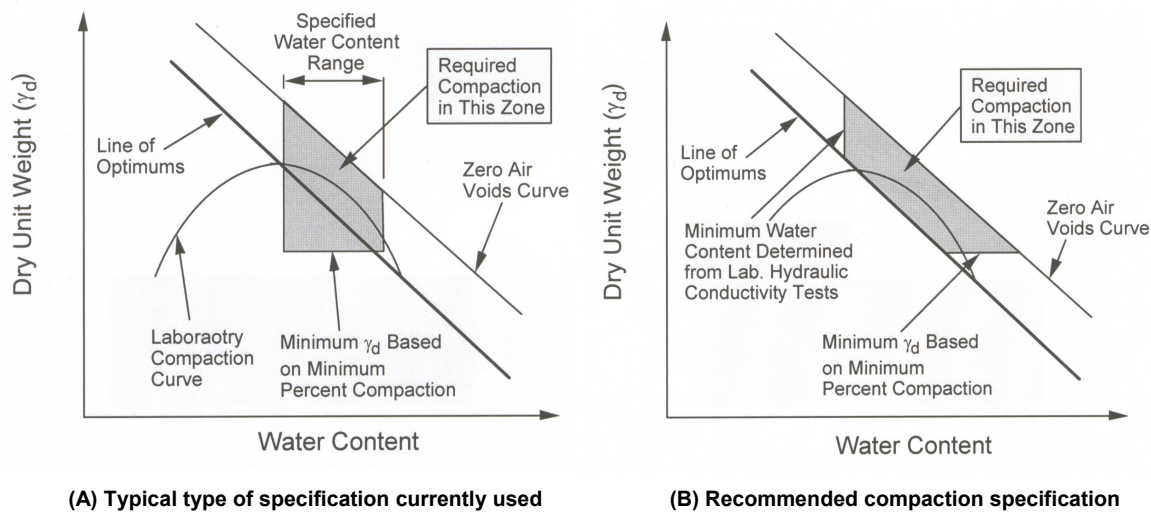 Specified
Water Content
Range
Required
Compaction
in This Zone
Line of
Optimums
Zero Air
Voids Curve
Dry Unit Weight (γd)
Laboraotry
Compaction
Curve
Minimum γd Based
on Minimum
Percent Compaction
Water Content
(A) Typical type of specification currently used
Required
Compaction
in This Zone
Line of
Optimums
Zero Air
Voids Curve
Dry Unit Weight (γd)
Minimum Water
Content Determined
from Lab. Hydraulic
Conductivity Tests
Minimum γd Based
on Minimum
Percent Compaction
Water Content
(B) Recommended compaction specification